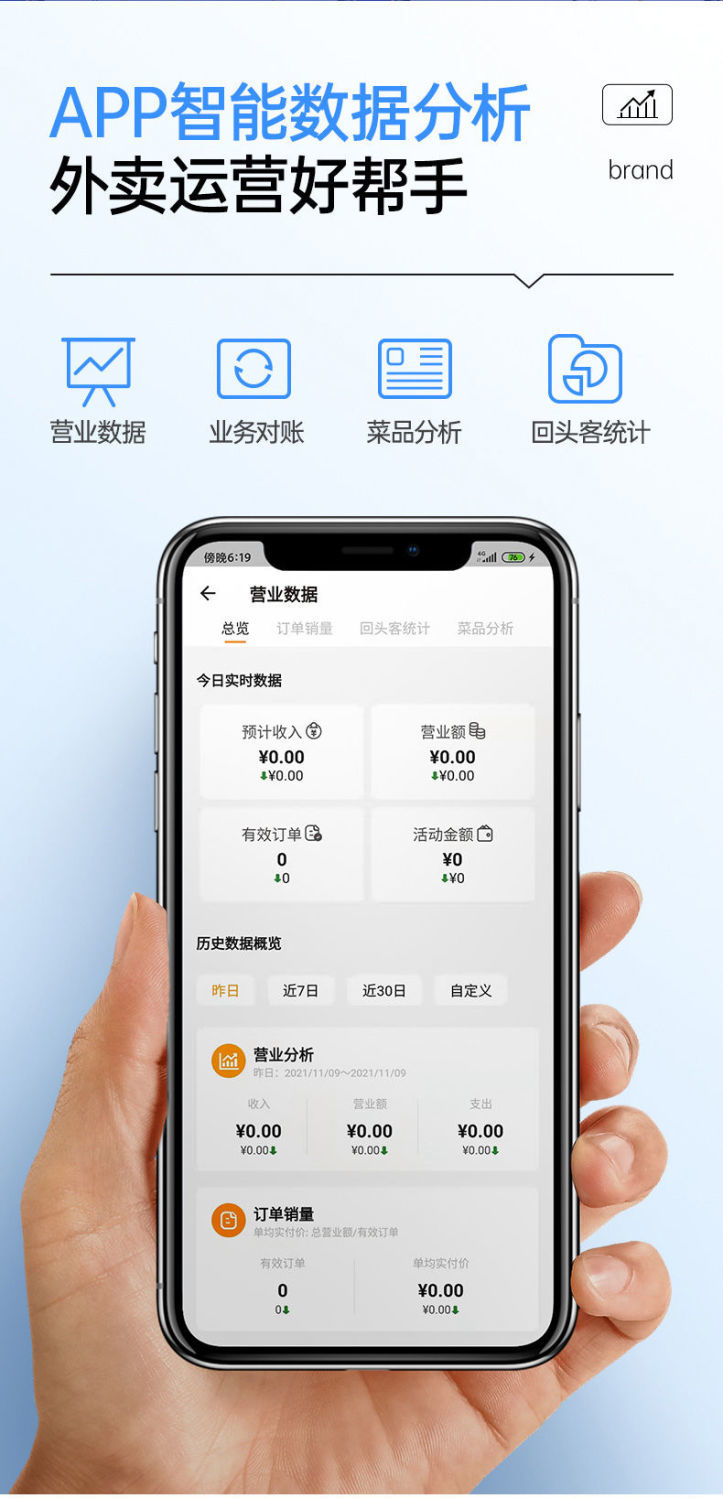 APP智能数据分析
外卖运营好帮手
brand
营业数据 业务对账 菜品分析 回头客统计
傍晚6:19 4G 76
营业数据
总览 订单销量 回头客统计 菜品分析
今日实时数据
预计收入 营业额
¥0.00 ¥0.00
¥0.00 ¥0.00
有效订单 活动金额
0 ¥0
0 ¥0
历史数据概览
昨日 近7日 近30日 自定义
营业分析
昨日：2021/11/09～2021/11/09
收入 营业额 支出
¥0.00 ¥0.00 ¥0.00
¥0.00 ¥0.00 ¥0.00
订单销量
单均实付价: 总营业额/有效订单
有效订单 单均实付价
0 ¥0.00
0 ¥0.00